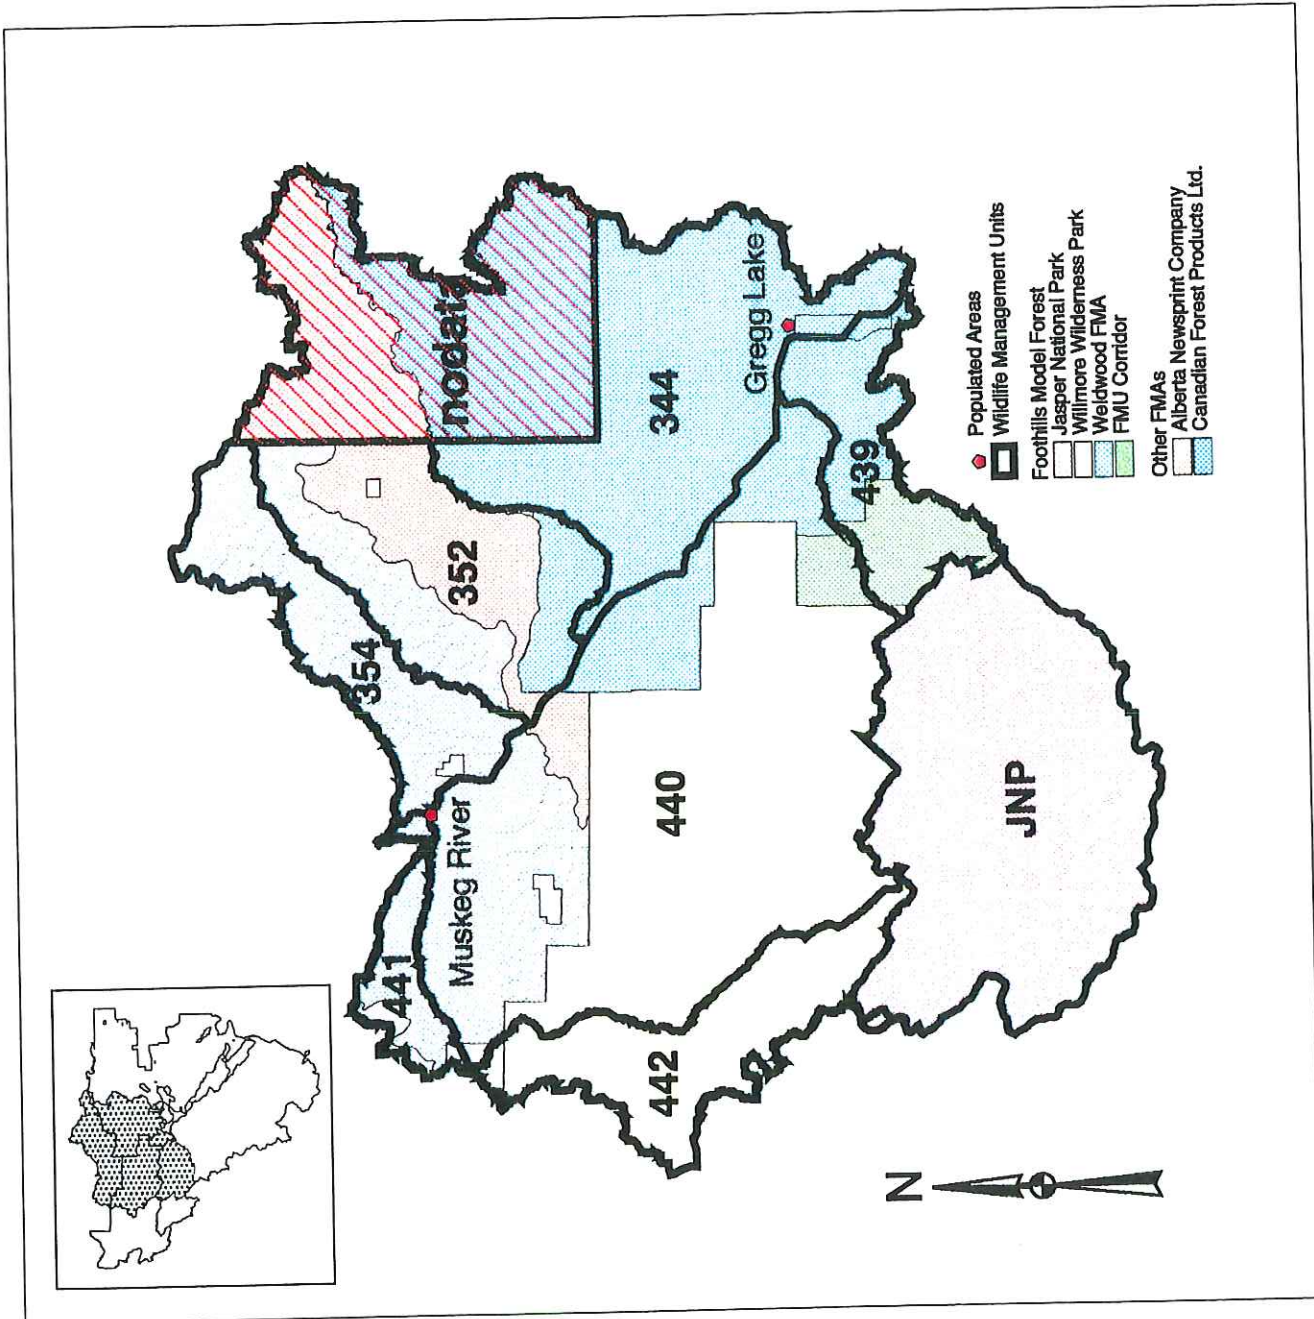 354
441
352
nodata
Muskeg River
344
440
Gregg Lake
442
439
JNP
N
Populated Areas
Wildlife Management Units
Foothills Model Forest
Jasper National Park
Willmore Wilderness Park
Weldwood FMA
FMU Corridor
Other FMAs
Alberta Newsprint Company
Canadian Forest Products Ltd.